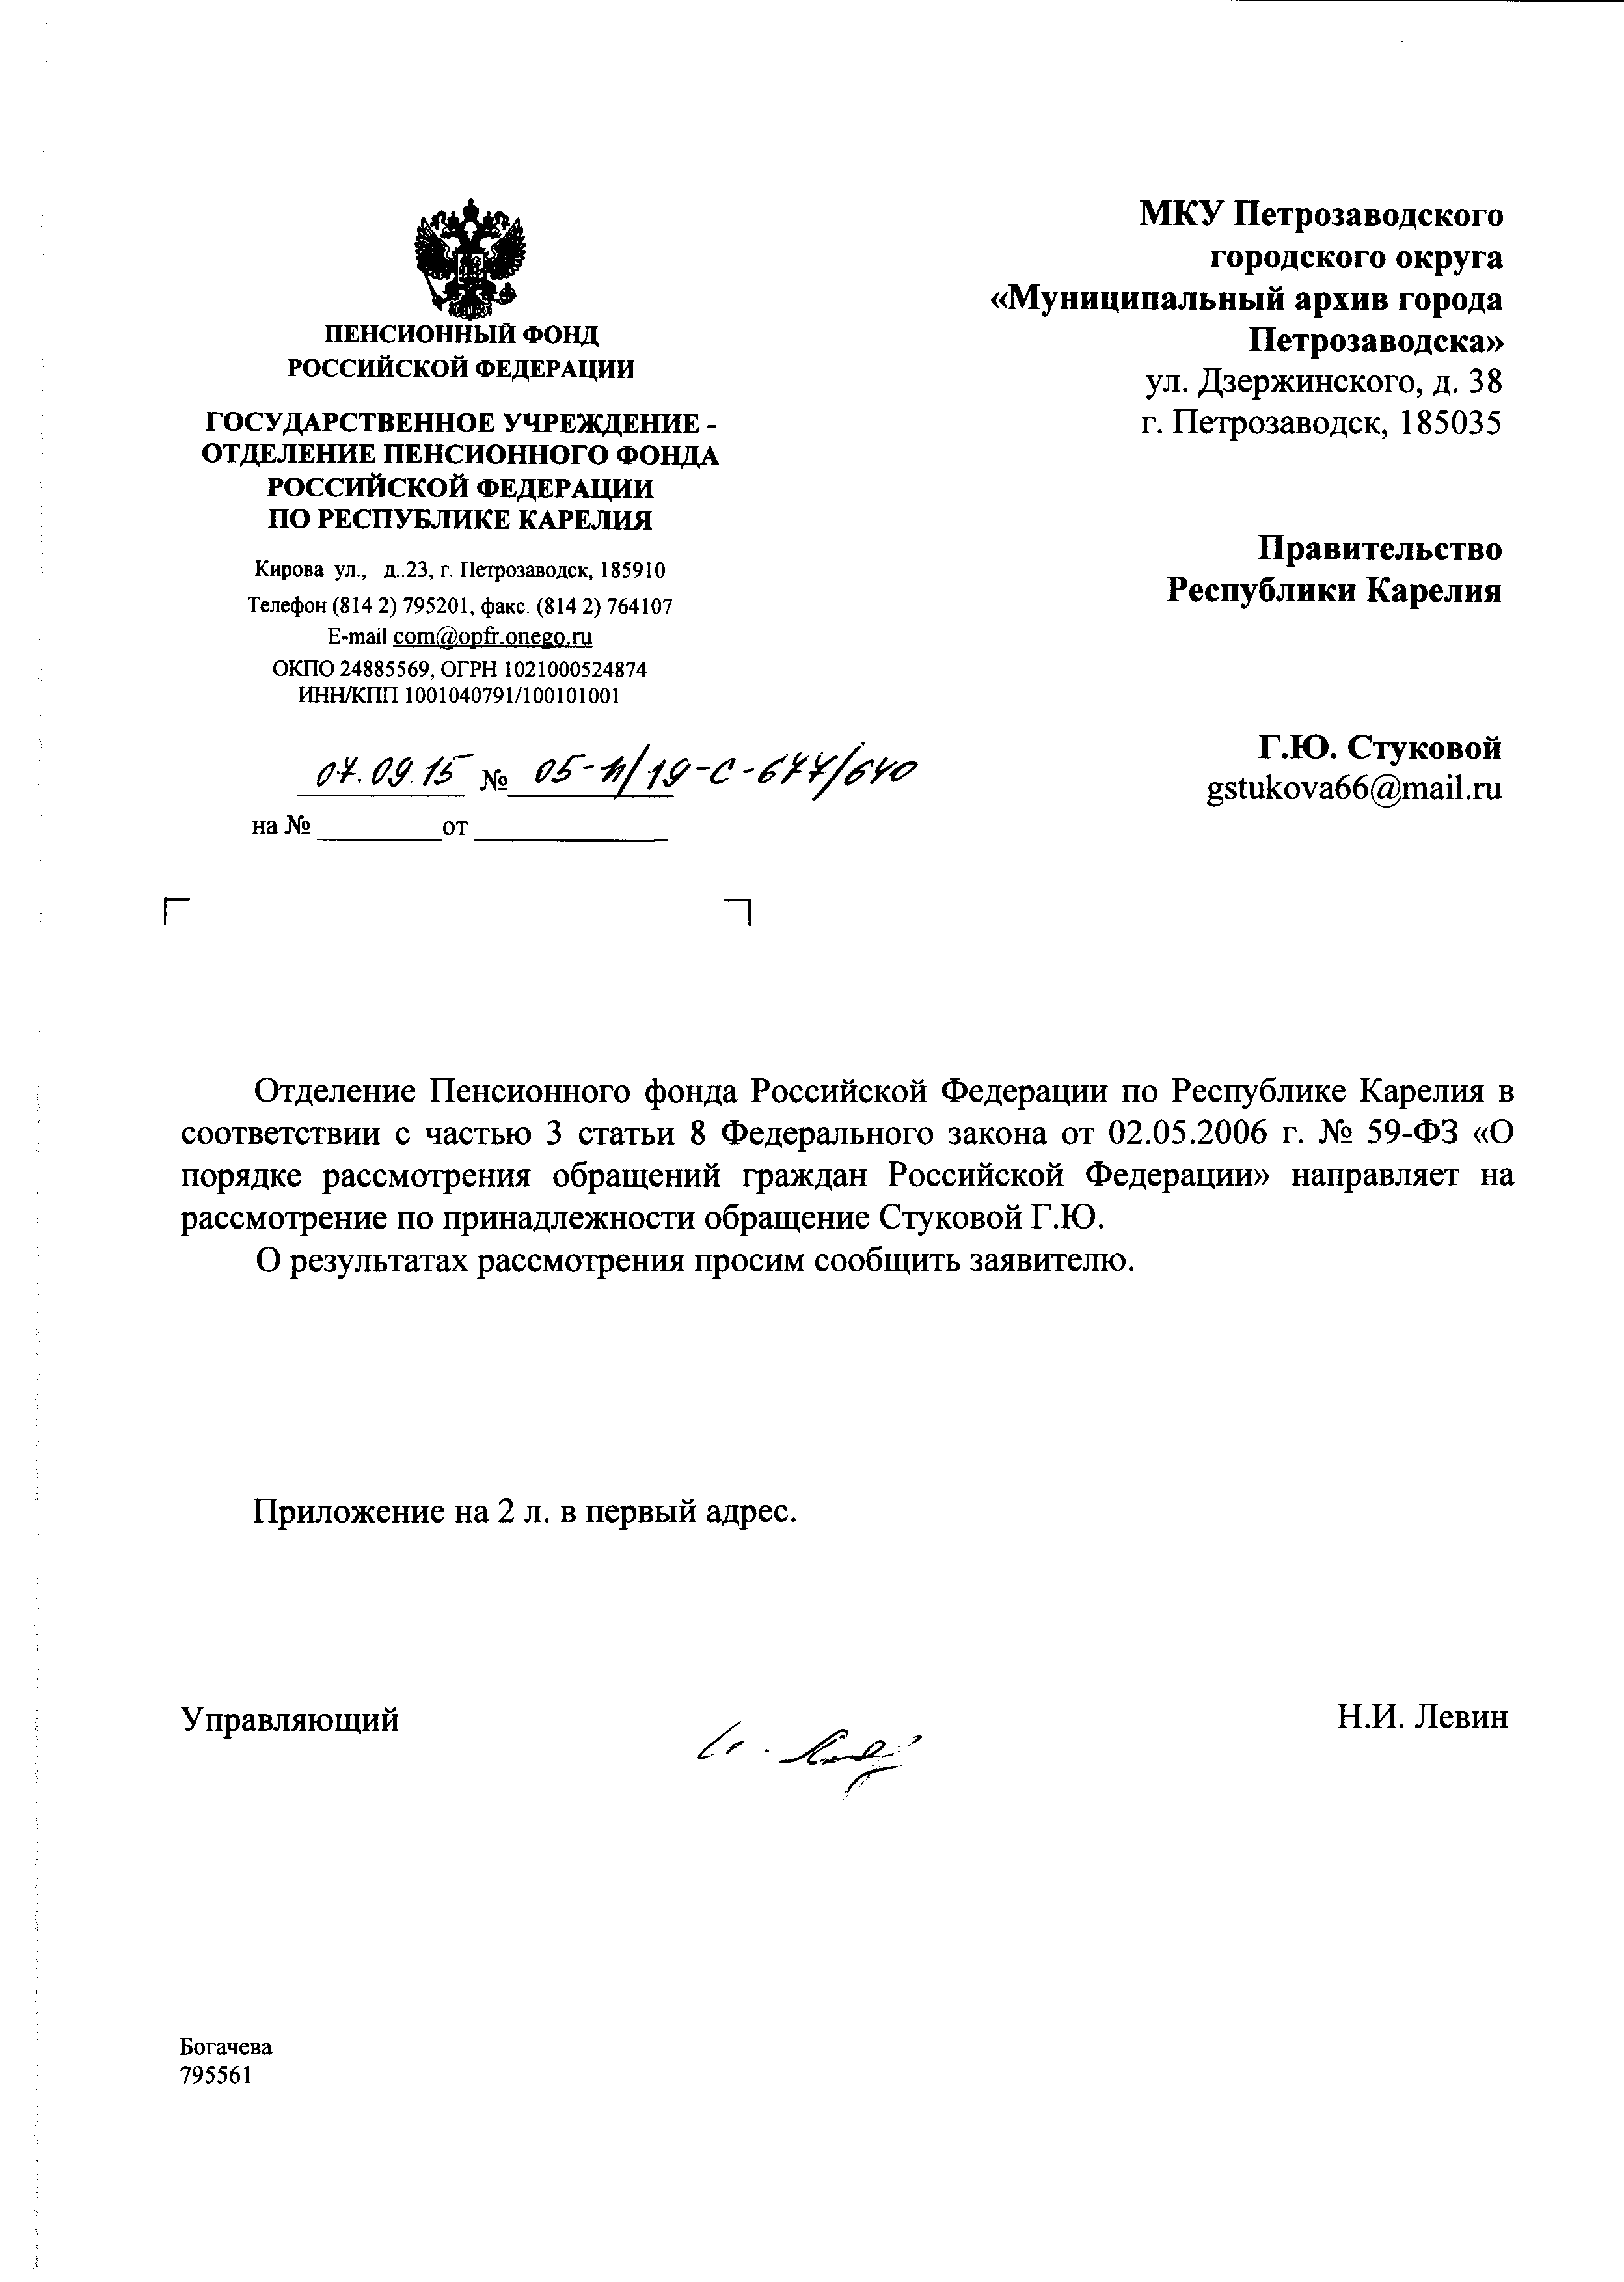 ПЕНСИОННЫЙ ФОНД
РОССИЙСКОЙ ФЕДЕРАЦИИ
ГОСУДАРСТВЕННОЕ УЧРЕЖДЕНИЕ -
ОТДЕЛЕНИЕ ПЕНСИОННОГО ФОНДА
РОССИЙСКОЙ ФЕДЕРАЦИИ
ПО РЕСПУБЛИКЕ КАРЕЛИЯ
Кирова ул., д..23, г. Петрозаводск, 185910
Телефон (814 2) 795201, факс. (814 2) 764107
E-mail com@opfr.onego.ru
ОКПО 24885569, ОГРН 1021000524874
ИНН/КПП 1001040791/100101001
07.09.15 № 05-п/19-С-677/640
на № от
МКУ Петрозаводского
городского округа
«Муниципальный архив города
Петрозаводска»
ул. Дзержинского, д. 38
г. Петрозаводск, 185035
Правительство
Республики Карелия
Г.Ю. Стуковой
gstukova66@mail.ru
Отделение Пенсионного фонда Российской Федерации по Республике Карелия в
соответствии с частью 3 статьи 8 Федерального закона от 02.05.2006 г. № 59-ФЗ «О
порядке рассмотрения обращений граждан Российской Федерации» направляет на
рассмотрение по принадлежности обращение Стуковой Г.Ю.
О результатах рассмотрения просим сообщить заявителю.
Приложение на 2 л. в первый адрес.
Управляющий
Н.И. Левин
Богачева
795561